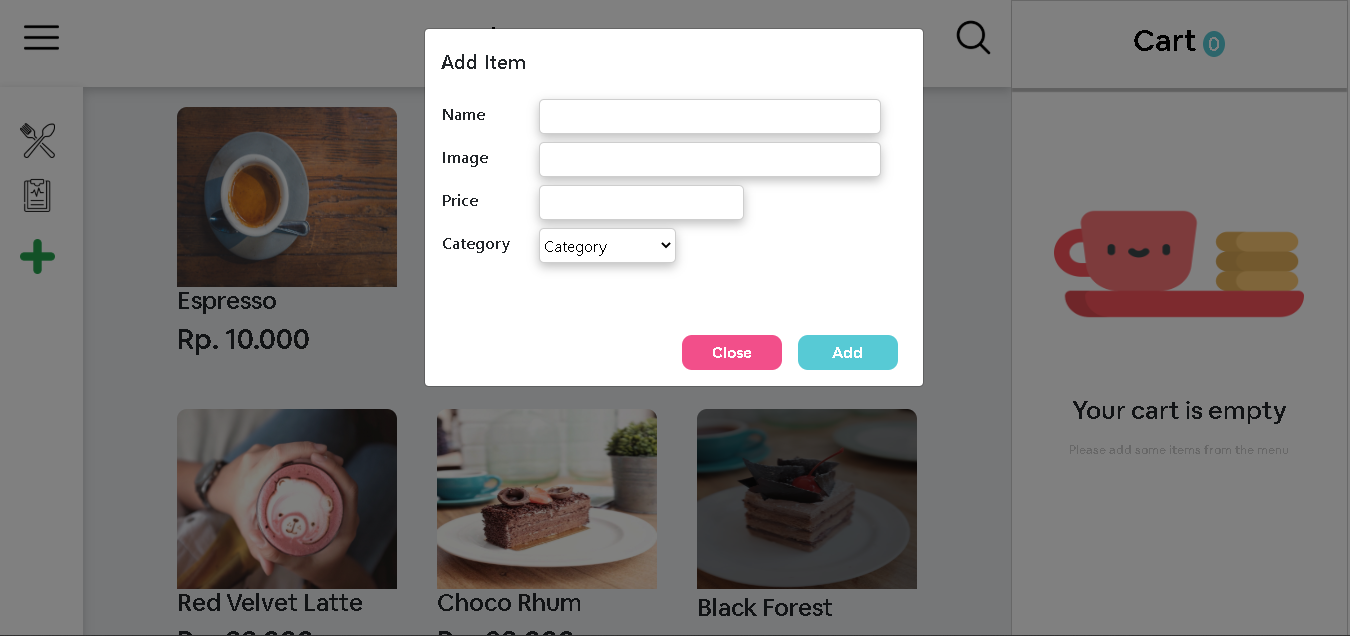 Cart 0
Add Item
Name
Image
Price
Category Category
Close Add
Espresso
Rp. 10.000
Your cart is empty
Please add some items from the menu
Red Velvet Latte
Choco Rhum
Black Forest